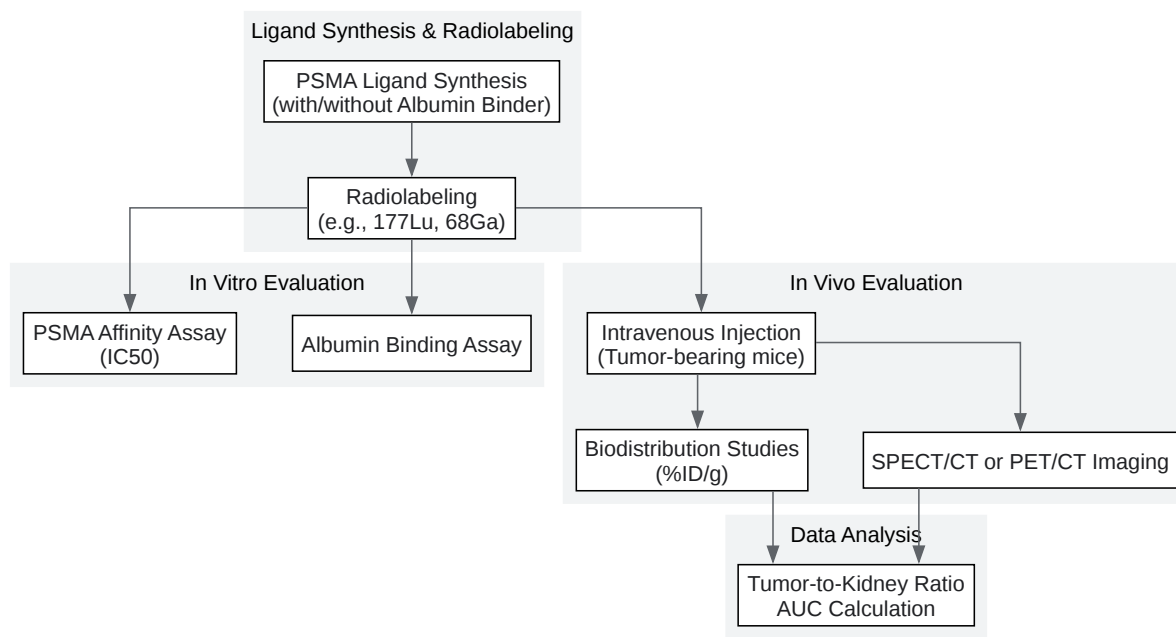 Ligand Synthesis & Radiolabeling
PSMA Ligand Synthesis
(with/without Albumin Binder)
Radiolabeling
(e.g., 177Lu, 68Ga)
In Vitro Evaluation
PSMA Affinity Assay
(IC50)
Albumin Binding Assay
In Vivo Evaluation
Intravenous Injection
(Tumor-bearing mice)
Biodistribution Studies
(%ID/g)
SPECT/CT or PET/CT Imaging
Data Analysis
Tumor-to-Kidney Ratio
AUC Calculation